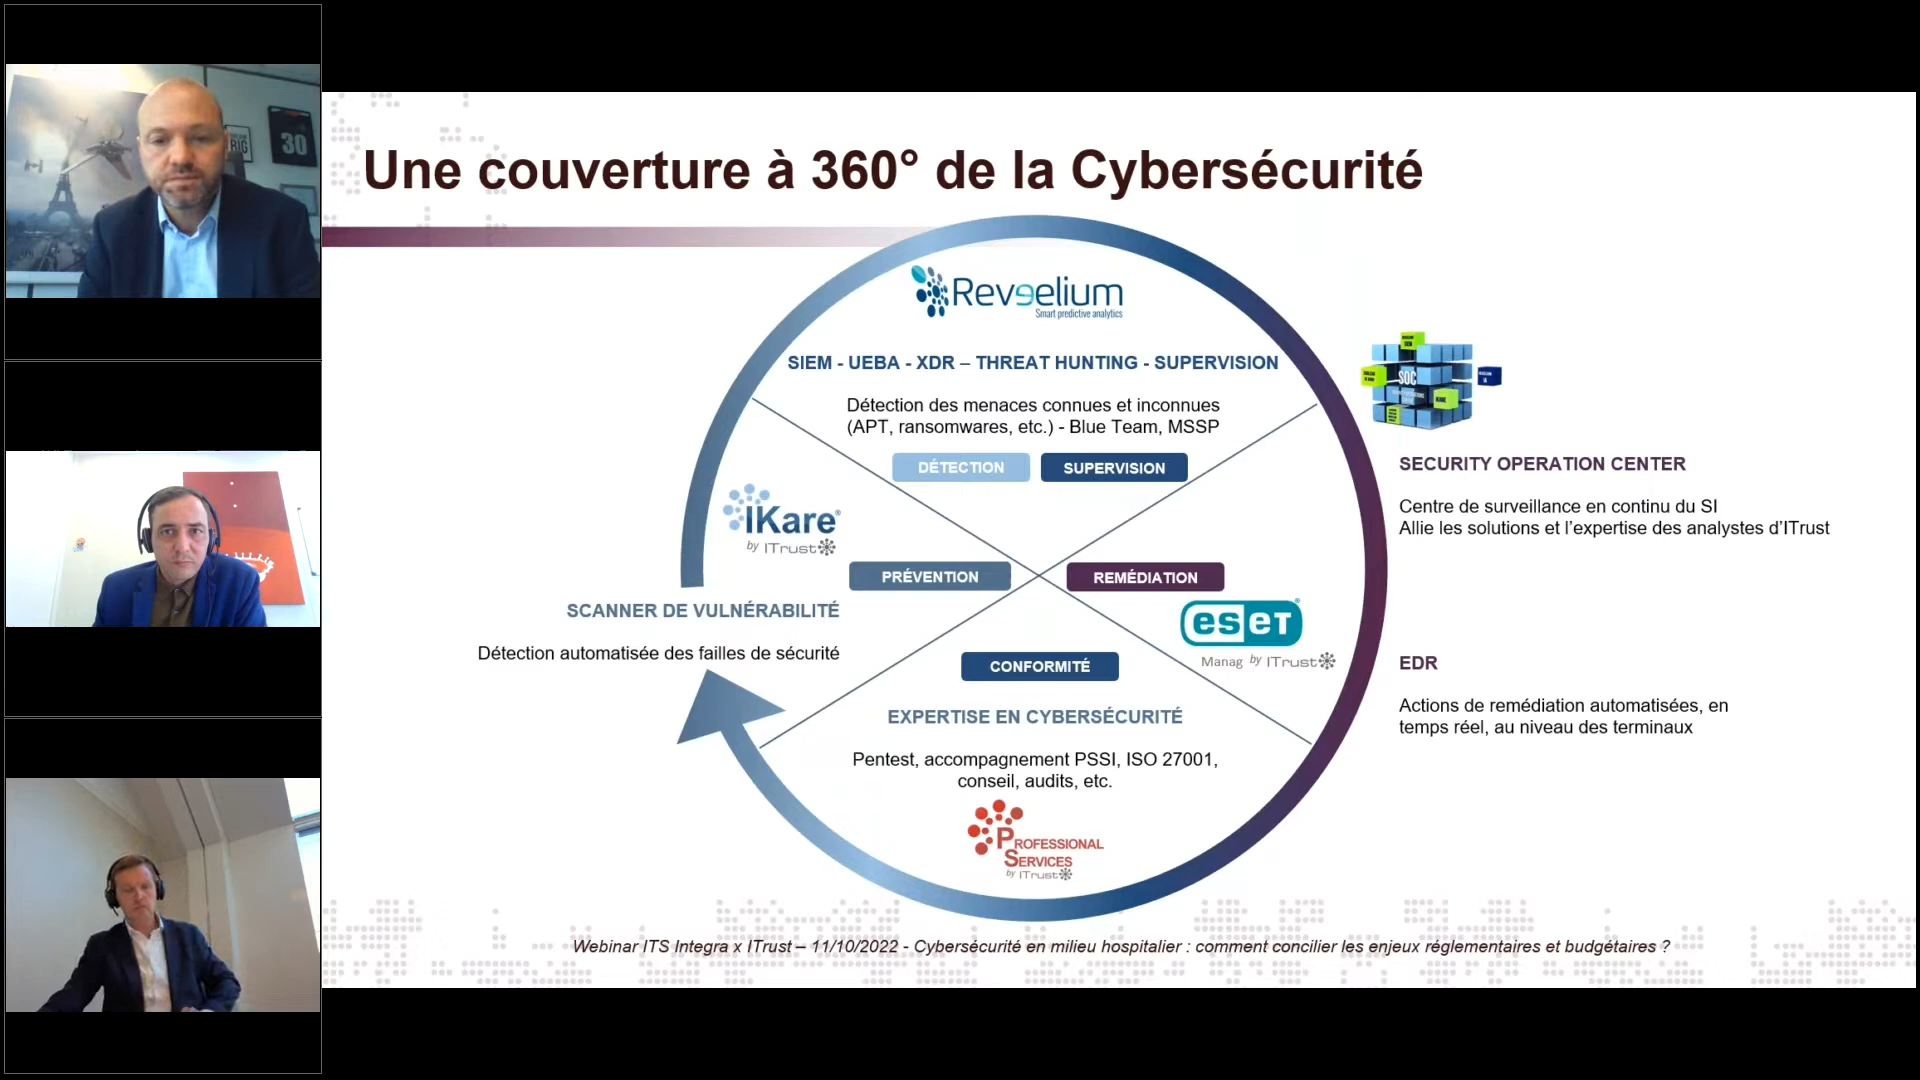 30
RIG
Une couverture à 360° de la Cybersécurité
Reveelium
Smart predictive analytics
SIEM - UEBA - XDR – THREAT HUNTING - SUPERVISION
Détection des menaces connues et inconnues
(APT, ransomwares, etc.) - Blue Team, MSSP
DÉTECTION
SUPERVISION
SOC
SECURITY OPERATION CENTER
Centre de surveillance en continu du SI
Allie les solutions et l’expertise des analystes d’ITrust
IKare
by ITrust
PRÉVENTION
REMÉDIATION
SCANNER DE VULNÉRABILITÉ
Détection automatisée des failles de sécurité
eseT
Manag by ITrust
EDR
Actions de remédiation automatisées, en
temps réel, au niveau des terminaux
CONFORMITÉ
EXPERTISE EN CYBERSÉCURITÉ
Pentest, accompagnement PSSI, ISO 27001,
conseil, audits, etc.
PROFESSIONAL
SERVICES
by ITrust
Webinar ITS Integra x ITrust – 11/10/2022 - Cybersécurité en milieu hospitalier : comment concilier les enjeux réglementaires et budgétaires ?